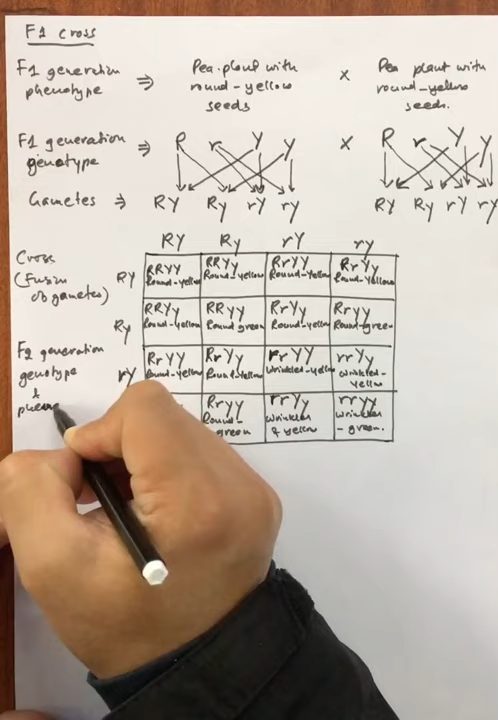 F1 cross
F1 generation phenotype ⇒ Pea plant with round-yellow seeds × Pea plant with round-yellow seeds.
F1 generation genotype ⇒ R r Y y × R r Y y
Gametes ⇒ RY Ry rY ry RY Ry rY ry
RY Ry rY ry
Cross (fusion of gametes)
RY RRYY RRYy RrYY RrYy
Round-yellow Round-yellow Round-yellow Round-yellow
Ry RRYy RRyy RrYy Rryy
Round-yellow Round green Round-yellow Round-green
F2 generation genotype & phen
rY RrYY RrYy rrYY rrYy
Round-yellow Round-yellow wrinkled-yellow wrinkled-yellow
Rryy rrYy rryy
Round-green wrinkled & yellow wrinkled-green.